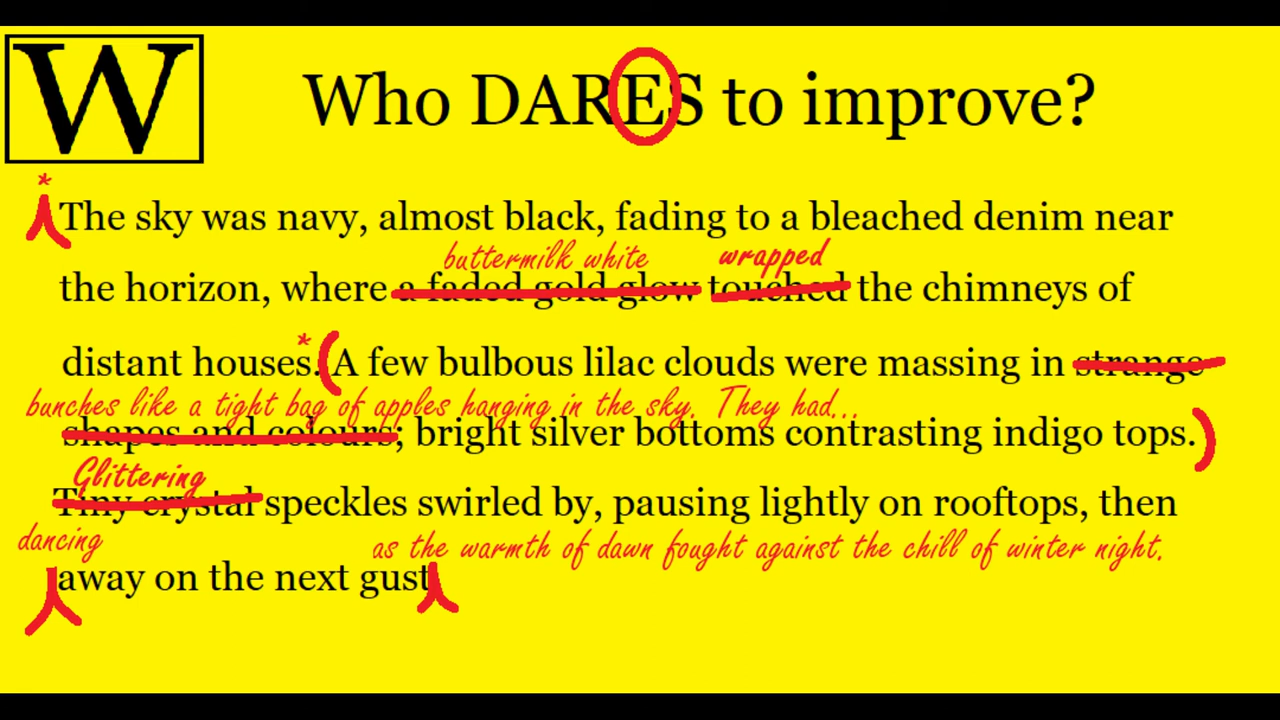 W
Who DARES to improve?
*
The sky was navy, almost black, fading to a bleached denim near
buttermilk white wrapped
the horizon, where a faded gold glow touched the chimneys of
distant houses.* (A few bulbous lilac clouds were massing in strange
bunches like a tight bag of apples hanging in the sky. They had...
shapes and colours; bright silver bottoms contrasting indigo tops.)
Glittering
Tiny crystal speckles swirled by, pausing lightly on rooftops, then
dancing as the warmth of dawn fought against the chill of winter night.
away on the next gust